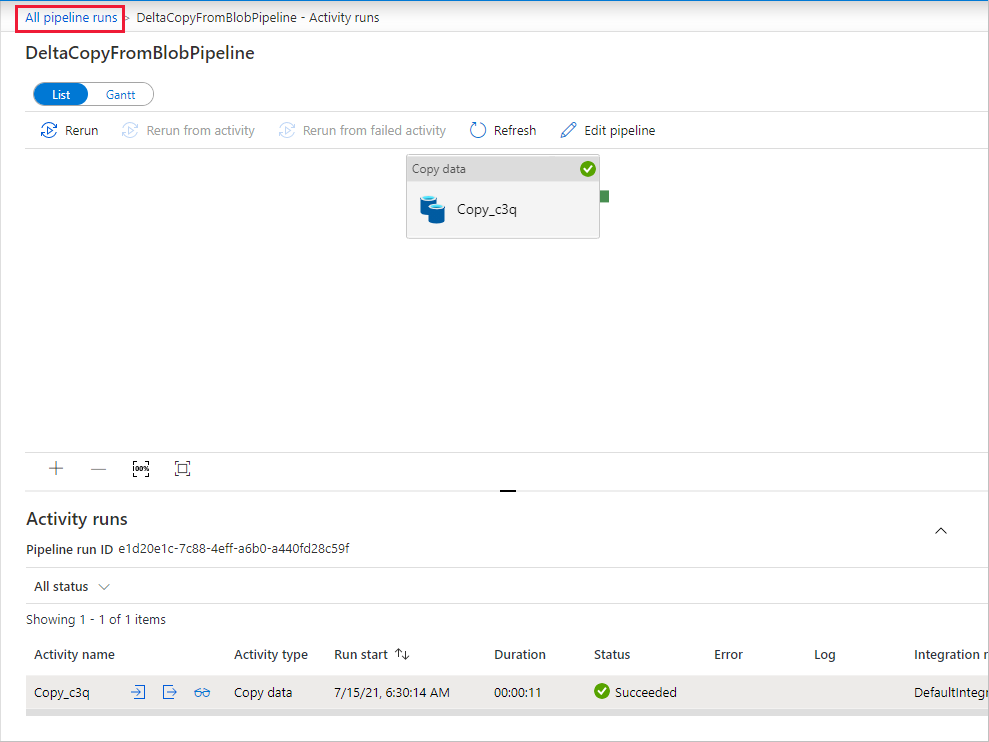 All pipeline runs > DeltaCopyFromBlobPipeline - Activity runs
DeltaCopyFromBlobPipeline
List Gantt
Rerun Rerun from activity Rerun from failed activity Refresh Edit pipeline
Copy data
Copy_c3q
100%
Activity runs
Pipeline run ID e1d20e1c-7c88-4eff-a6b0-a440fd28c59f
All status
Showing 1 - 1 of 1 items
Activity name Activity type Run start Duration Status Error Log Integration r
Copy_c3q Copy data 7/15/21, 6:30:14 AM 00:00:11 Succeeded DefaultIntegr